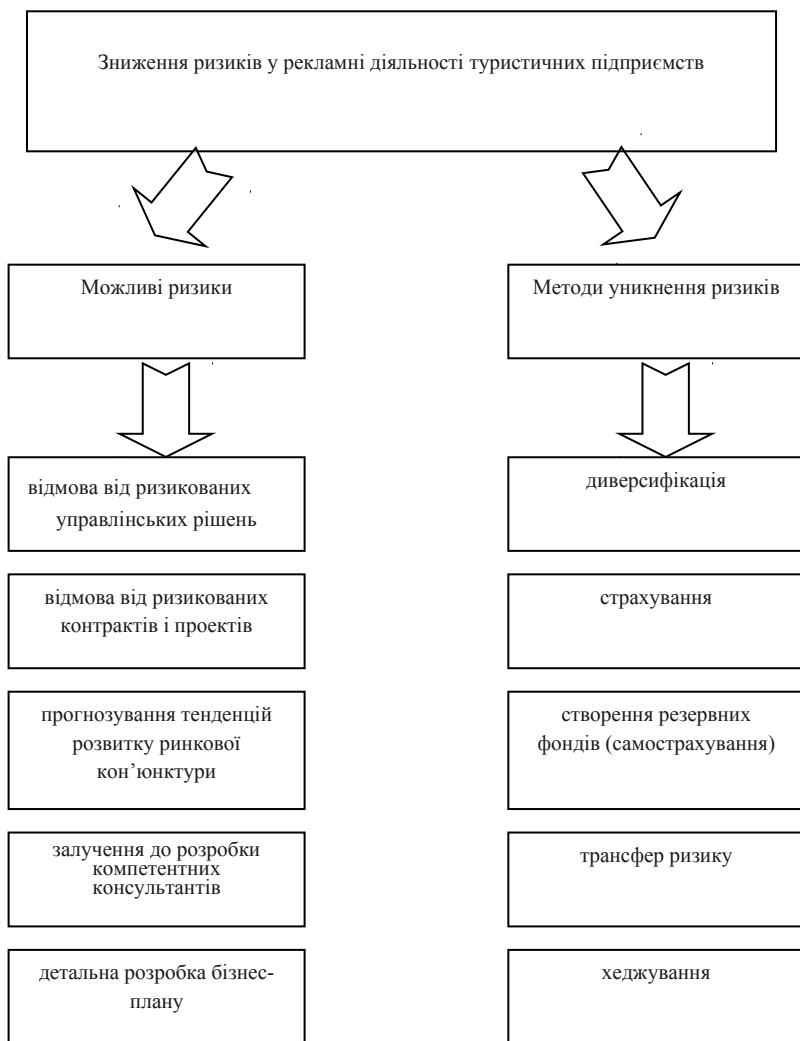 Зниження ризиків у рекламні діяльності туристичних підприємств
Можливі ризики
Методи уникнення ризиків
відмова від ризикованих
управлінських рішень
диверсифікація
відмова від ризикованих
контрактів і проектів
страхування
прогнозування тенденцій
розвитку ринкової
кон’юнктури
створення резервних
фондів (самострахування)
залучення до розробки
компетентних
консультантів
трансфер ризику
детальна розробка бізнес-
плану
хеджування